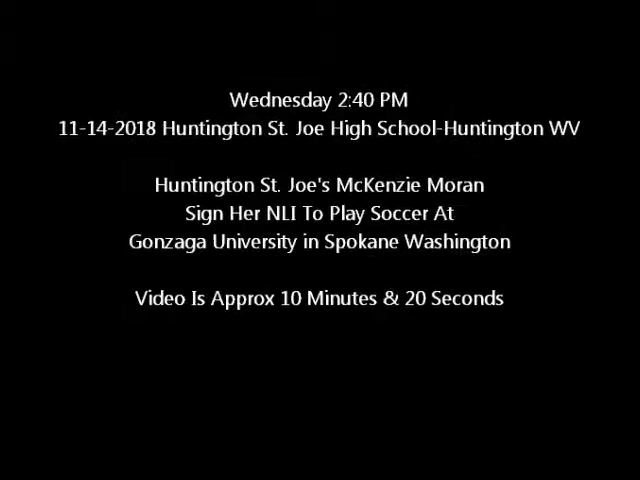 Wednesday 2:40 PM
11-14-2018 Huntington St. Joe High School-Huntington WV
Huntington St. Joe's McKenzie Moran
Sign Her NLI To Play Soccer At
Gonzaga University in Spokane Washington
Video Is Approx 10 Minutes & 20 Seconds